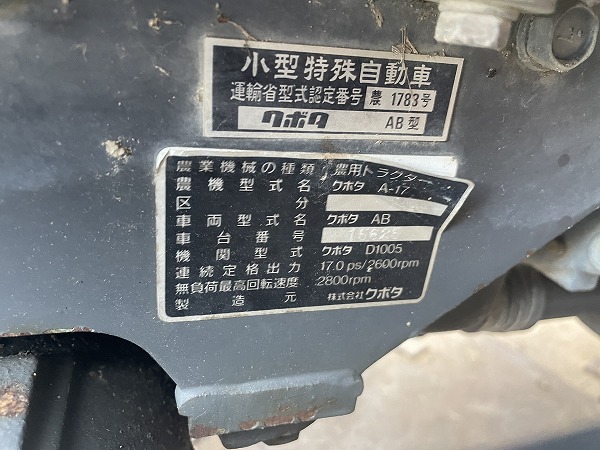 小型特殊自動車
運輸省型式認定番号 農 1783号
クボタ AB型
農業機械の種類 農用トラクター
農機型式名 クボタ A-17
区分
車両型式名 クボタ AB
車台番号
機関型式 クボタ D1005
連続定格出力 17.0 ps/2600rpm
無負荷最高回転速度 2800rpm
製造元 株式会社クボタ